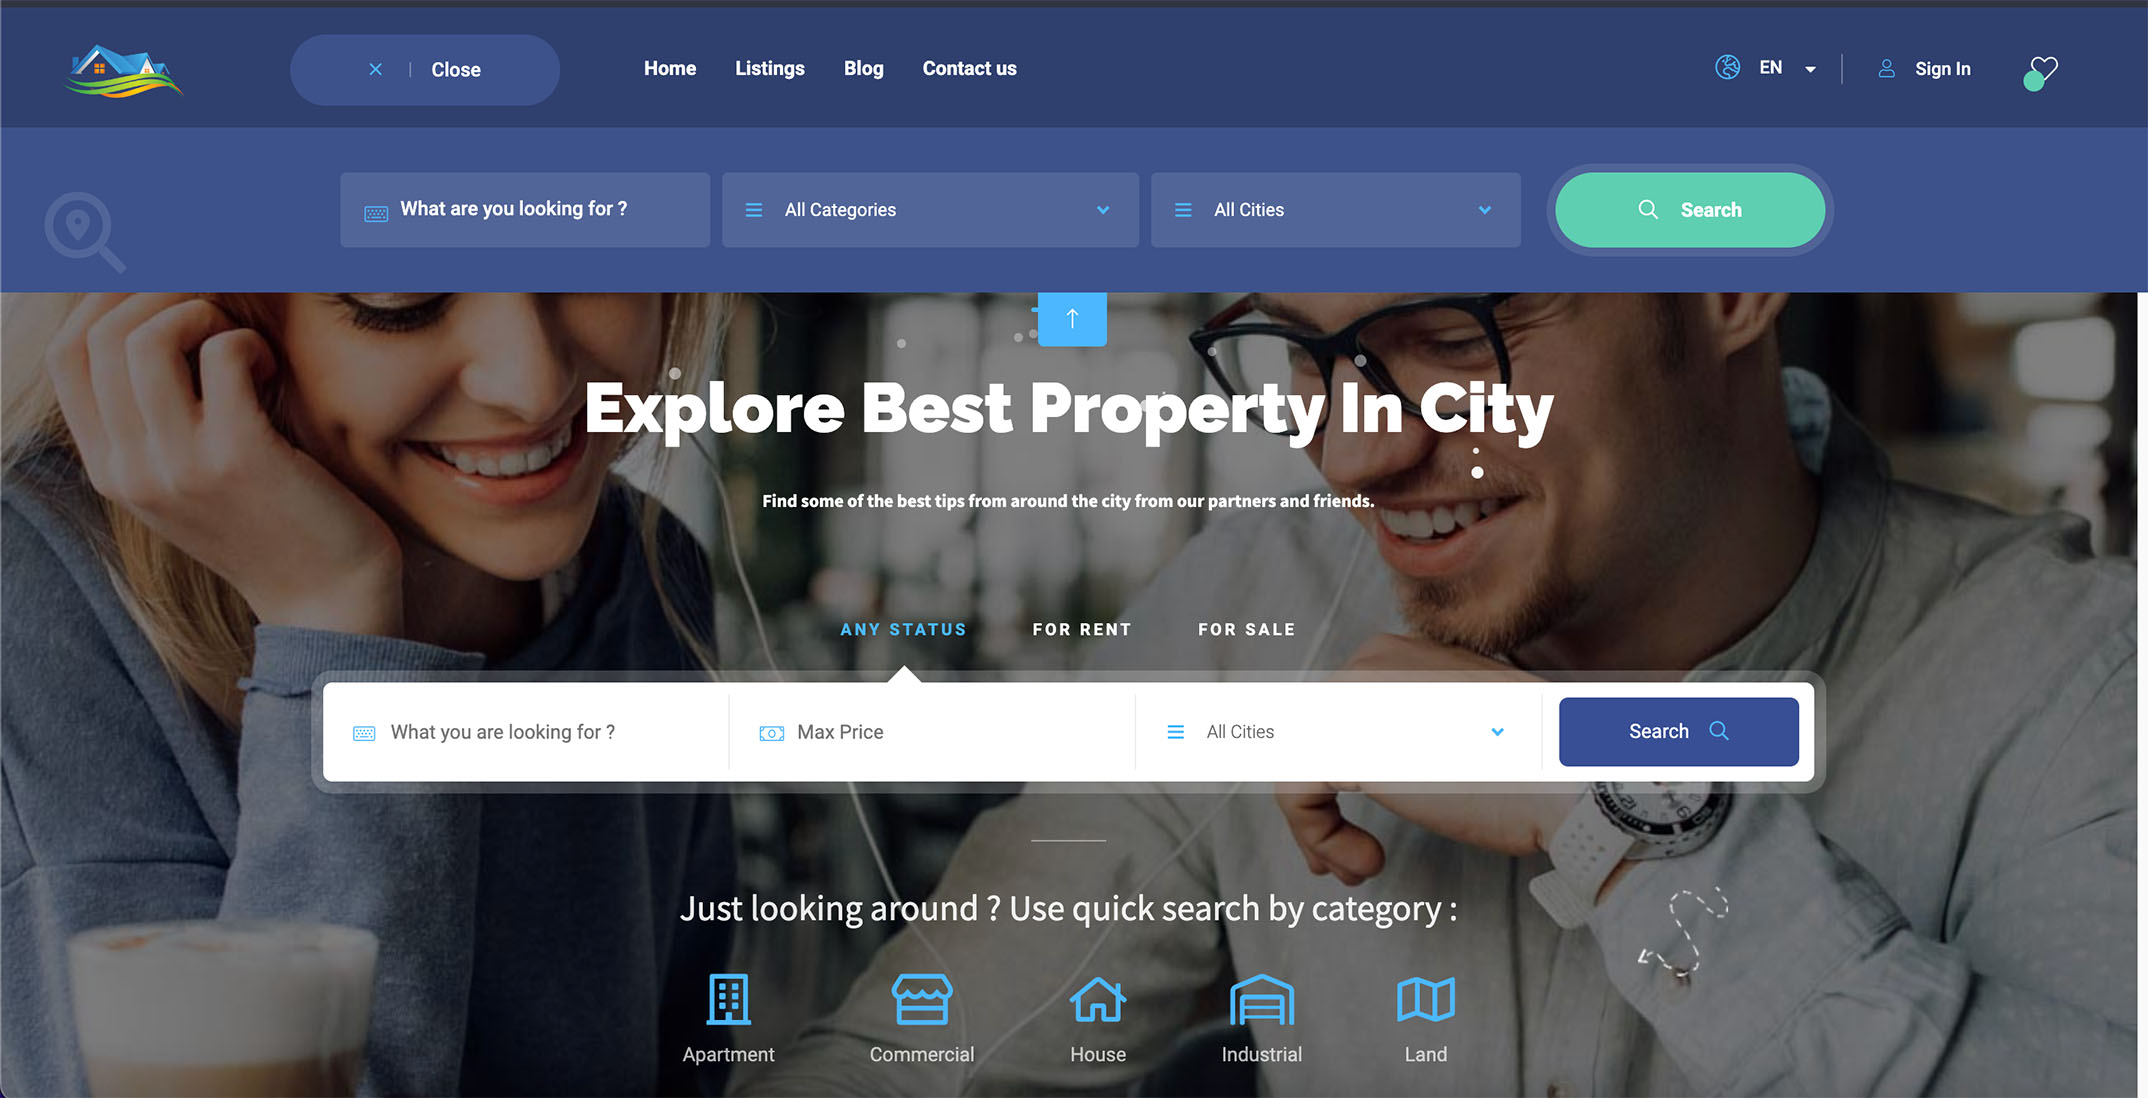 Close
Home
Listings
Blog
Contact us
EN
Sign In
What are you looking for ?
All Categories
All Cities
Search
Explore Best Property In City
Find some of the best tips from around the city from our partners and friends.
ANY STATUS
FOR RENT
FOR SALE
What you are looking for ?
Max Price
All Cities
Search
Just looking around ? Use quick search by category :
Apartment
Commercial
House
Industrial
Land